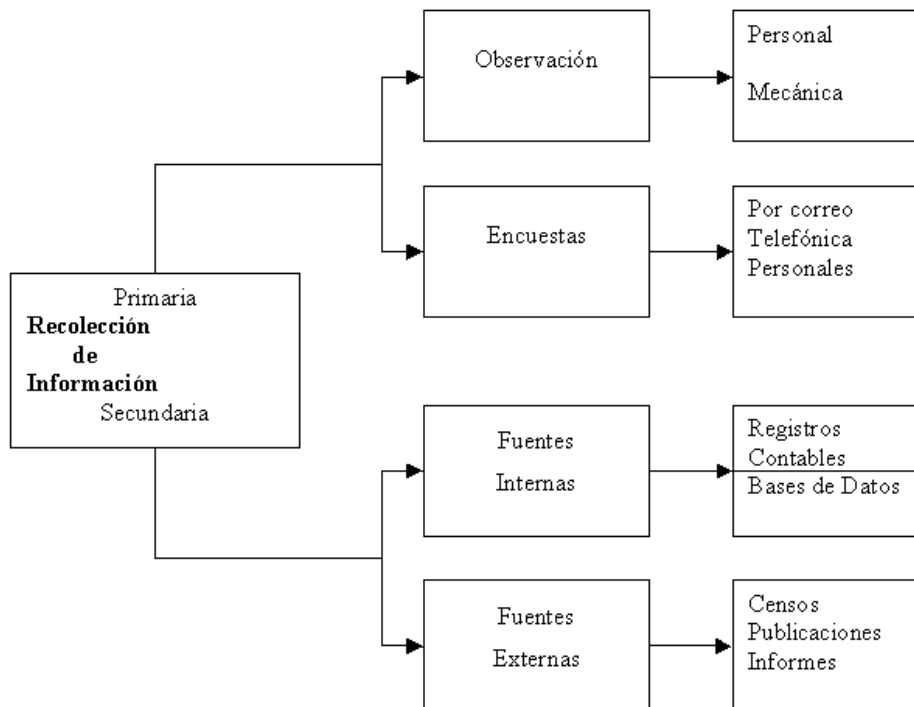 Observación
Personal
Mecánica
Encuestas
Por correo
Telefónica
Personales
Primaria
Recolección
de
Información
Secundaria
Fuentes
Internas
Registros
Contables
Bases de Datos
Fuentes
Externas
Censos
Publicaciones
Informes